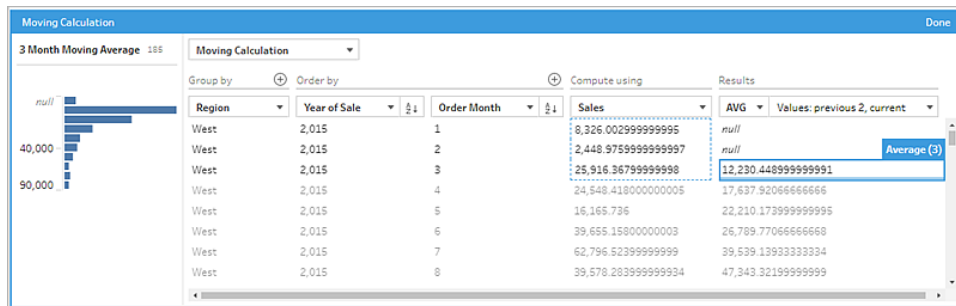 Moving Calculation Done
3 Month Moving Average 185
Moving Calculation
Group by Order by Compute using Results
Region Year of Sale Order Month Sales AVG Values: previous 2, current
null
40,000
90,000
West 2,015 1 8,326.002999999995 null
West 2,015 2 2,448.9759999999997 null
Average (3)
West 2,015 3 25,916.36799999998 12,230.448999999991
West 2,015 4 24,548.418000000005 17,637.92066666666
West 2,015 5 16,165.736 22,210.173999999995
West 2,015 6 39,655.15800000003 26,789.77066666668
West 2,015 7 62,796.52399999999 39,539.13933333334
West 2,015 8 39,578.283999999934 47,343.32199999999